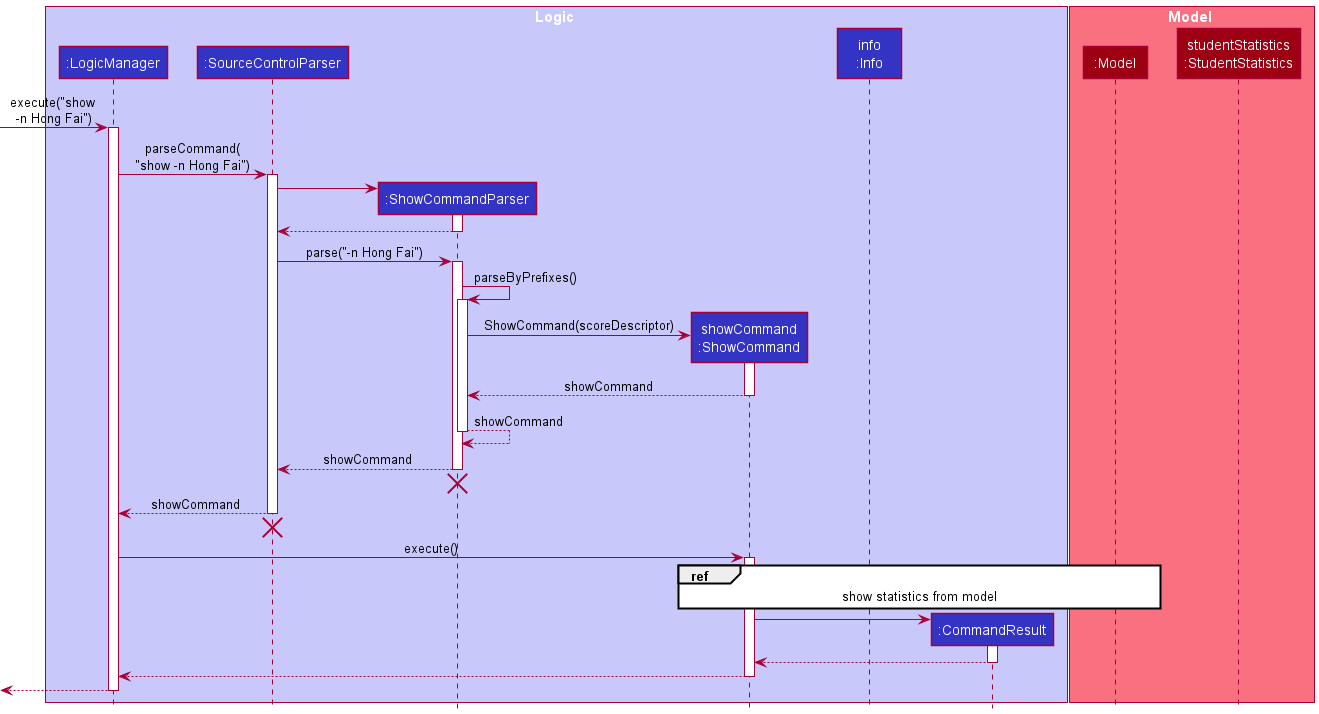 Logic
Model
:LogicManager
:SourceControlParser
info
:Info
:Model
studentStatistics
:StudentStatistics
execute("show
-n Hong Fai")
parseCommand(
"show -n Hong Fai")
:ShowCommandParser
parse("-n Hong Fai")
parseByPrefixes()
ShowCommand(scoreDescriptor)
showCommand
:ShowCommand
showCommand
showCommand
showCommand
showCommand
execute()
ref
show statistics from model
:CommandResult